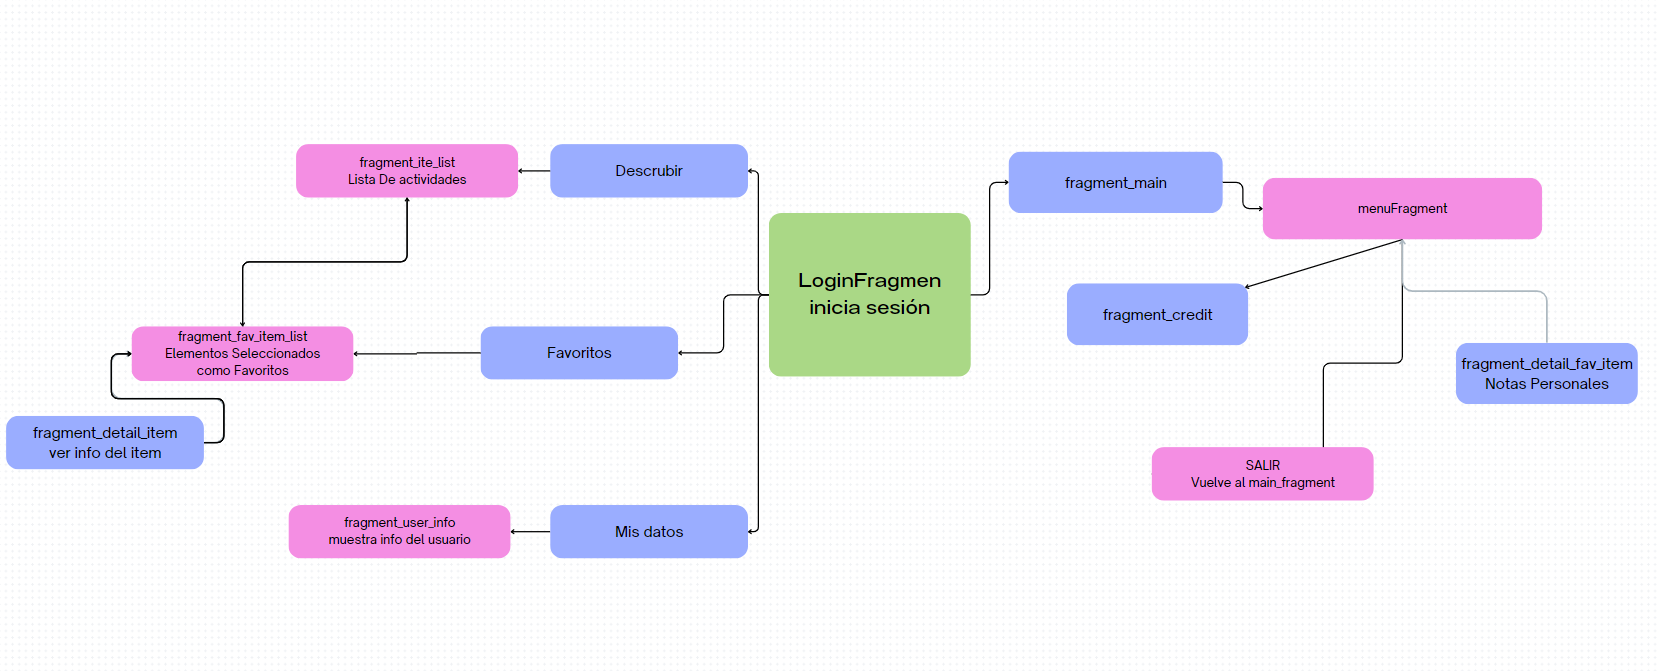 fragment_ite_list
Lista De actividades
Descrubir
fragment_main
menuFragment
LoginFragmen
inicia sesión
fragment_credit
fragment_fav_item_list
Elementos Seleccionados
como Favoritos
Favoritos
fragment_detail_fav_item
Notas Personales
fragment_detail_item
ver info del item
SALIR
Vuelve al main_fragment
fragment_user_info
muestra info del usuario
Mis datos